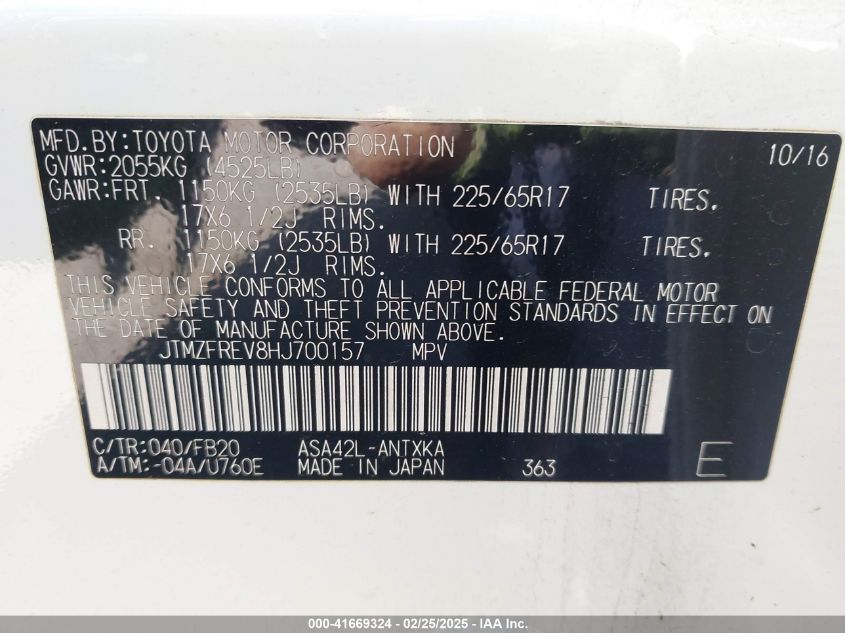 MFD.BY:TOYOTA MOTOR CORPORATION 10/16
GVWR:2055KG (4525LB)
GAWR:FRT. 1150KG (2535LB) WITH 225/65R17 TIRES.
17X6 1/2J RIMS.
RR. 1150KG (2535LB) WITH 225/65R17 TIRES.
17X6 1/2J RIMS.
THIS VEHICLE CONFORMS TO ALL APPLICABLE FEDERAL MOTOR
VEHICLE SAFETY AND THEFT PREVENTION STANDARDS IN EFFECT ON
THE DATE OF MANUFACTURE SHOWN ABOVE.
JTMZFREV8HJ700157 MPV
C/TR:040/FB20 ASA42L-ANTXKA
A/TM:-04A/U760E MADE IN JAPAN 363 E
000-41669324 - 02/25/2025 - IAA Inc.